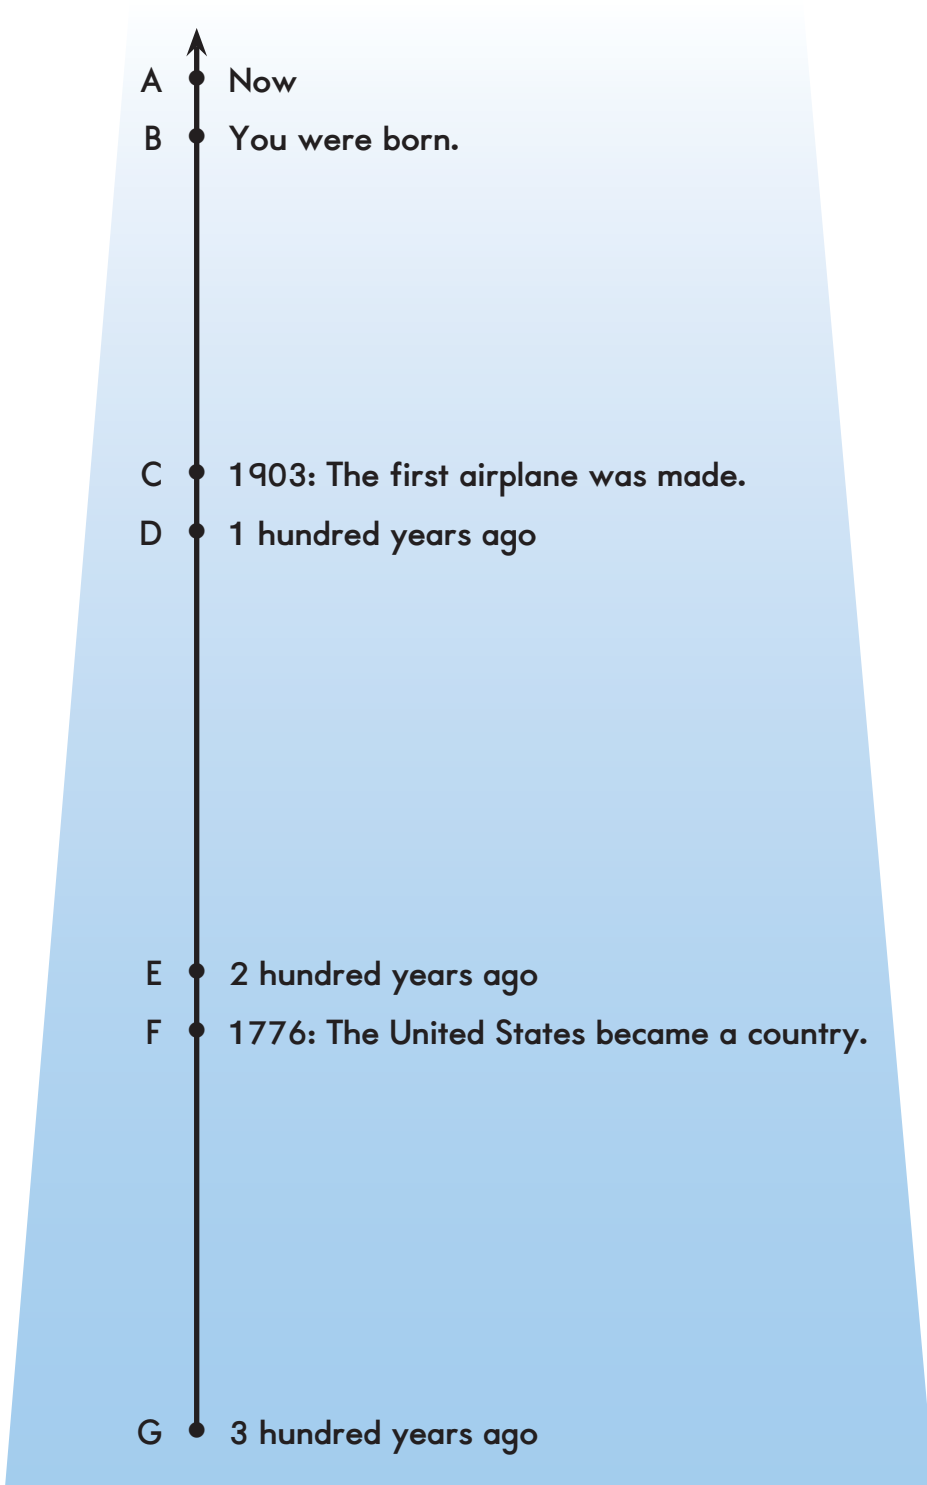 A Now
B You were born.
C 1903: The first airplane was made.
D 1 hundred years ago
E 2 hundred years ago
F 1776: The United States became a country.
G 3 hundred years ago